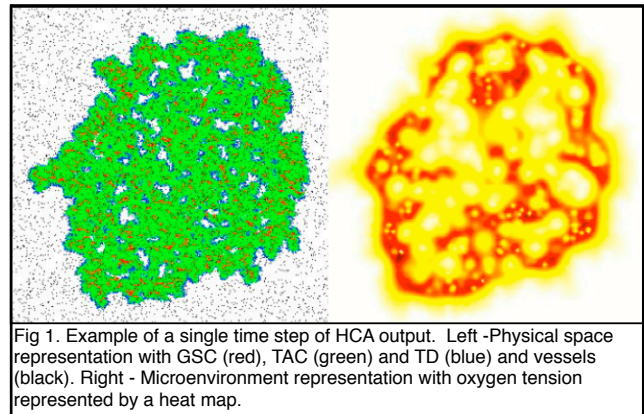 Fig 1. Example of a single time step of HCA output. Left -Physical space
representation with GSC (red), TAC (green) and TD (blue) and vessels
(black). Right - Microenvironment representation with oxygen tension
represented by a heat map.